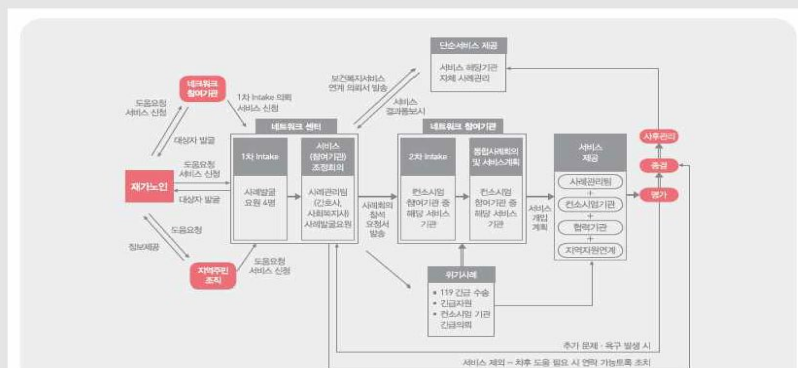 단순서비스 제공
서비스 해당기관
자체 사례관리
보건복지서비스
연계 의뢰서 발송
서비스
결과통보시
네크워크
참여기관
1차 Intake 의뢰
서비스 신청
도움요청
서비스 신청
대상자 발굴
네트워크 센터
1차 Intake
사례발굴
요원 4명
서비스
(참여기관)
조정회의
사례관리팀
(간호사,
사회복지사)
사례발굴요원
네트워크 참여기관
2차 Intake
컨소시엄
참여기관 중
해당 서비스
기관
통합사례회의
및 서비스계획
컨소시엄
참여기관 중
해당 서비스
기관
서비스
제공
사례관리팀
+
컨소시엄기관
+
협력기관
+
지역자원연계
사후관리
종결
평가
재가노인
도움요청
서비스 신청
대상자 발굴
사례회의
참석
요청서
발송
서비스
개입
계획
도움요청
정보제공
지역주민
조직
도움요청
서비스 신청
위기사례
• 119 긴급 수송
• 긴급지원
• 컨소시엄 기관
긴급의뢰
추가 문제 · 욕구 발생 시
서비스 제외 – 차후 도움 필요 시 연락 가능토록 조치